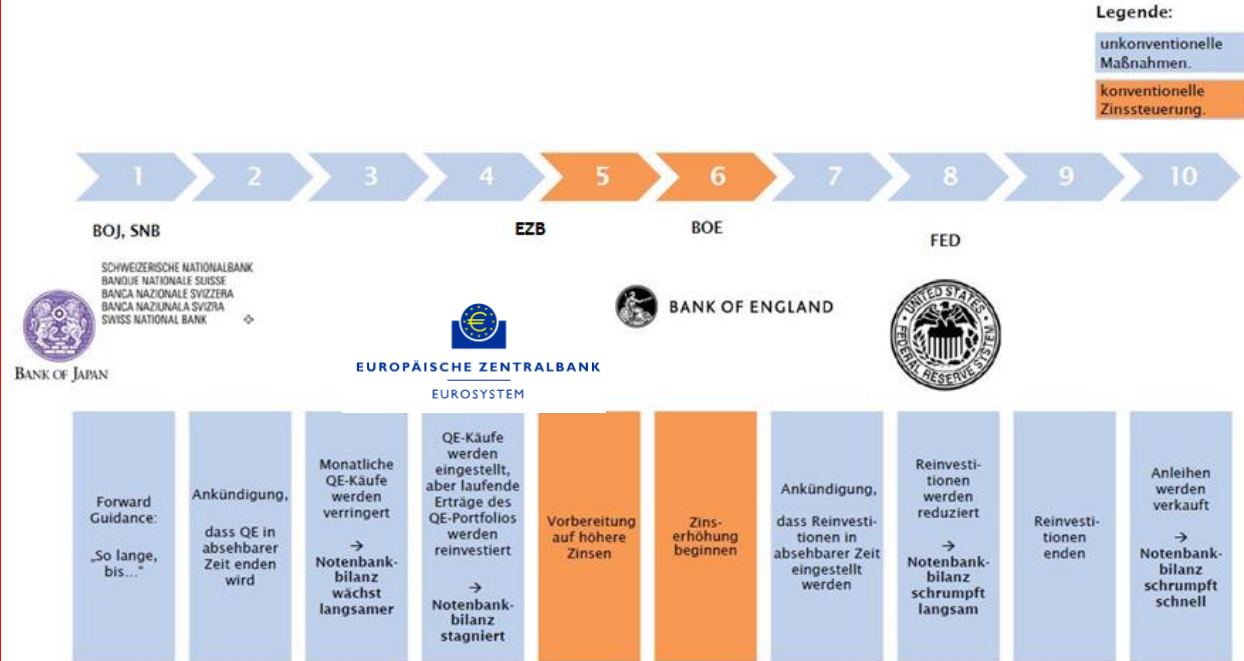 Legende:
unkonventionelle
Maßnahmen.
konventionelle
Zinssteuerung.
1
2
3
4
5
6
7
8
9
10
BOJ, SNB
EZB
BOE
FED
SCHWEIZERISCHE NATIONALBANK
BANQUE NATIONALE SUISSE
BANCA NAZIONALE SVIZZERA
BANCA NAZIUNALA SVIZRA
SWISS NATIONAL BANK
BANK OF JAPAN
EUROPÄISCHE ZENTRALBANK
EUROSYSTEM
BANK OF ENGLAND
UNITED STATES
FEDERAL RESERVE SYSTEM
Forward
Guidance:
„So lange,
bis...“
Ankündigung,
dass QE in
absehbarer
Zeit enden
wird
Monatliche
QE-Käufe
werden
verringert
→
Notenbank-
bilanz
wächst
langsamer
QE-Käufe
werden
eingestellt,
aber laufende
Erträge des
QE-Portfolios
werden
reinvestiert
→
Notenbank-
bilanz
stagniert
Vorbereitung
auf höhere
Zinsen
Zins-
erhöhung
beginnen
Ankündigung,
dass Reinvesti-
tionen in
absehbarer Zeit
eingestellt
werden
Reinvesti-
tionen
werden
reduziert
→
Notenbank-
bilanz
schrumpft
langsam
Reinvesti-
tionen
enden
Anleihen
werden
verkauft
→
Notenbank-
bilanz
schrumpft
schnell